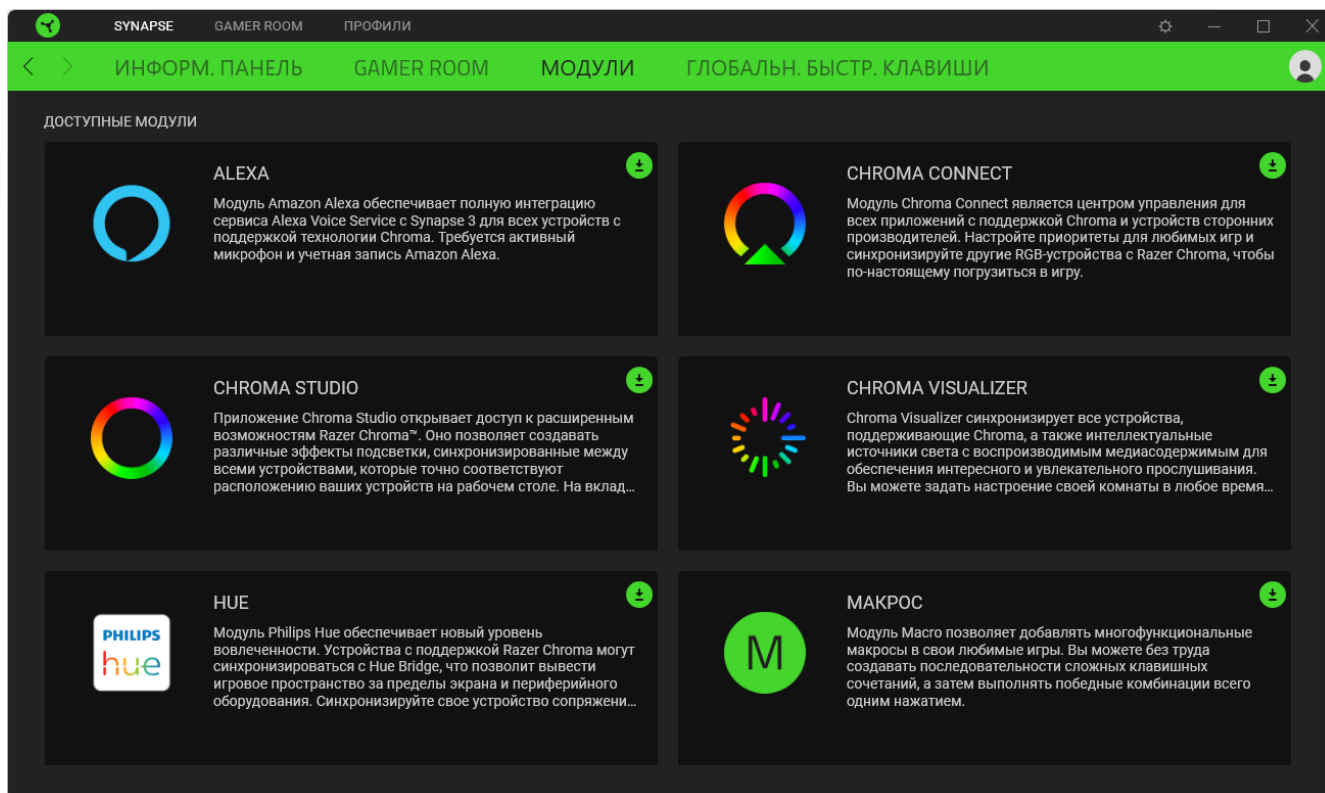 SYNAPSE GAMER ROOM ПРОФИЛИ
ИНФОРМ. ПАНЕЛЬ GAMER ROOM МОДУЛИ ГЛОБАЛЬН. БЫСТР. КЛАВИШИ
ДОСТУПНЫЕ МОДУЛИ
ALEXA
Модуль Amazon Alexa обеспечивает полную интеграцию
сервиса Alexa Voice Service с Synapse 3 для всех устройств с
поддержкой технологии Chroma. Требуется активный
микрофон и учетная запись Amazon Alexa.
CHROMA CONNECT
Модуль Chroma Connect является центром управления для
всех приложений с поддержкой Chroma и устройств сторонних
производителей. Настройте приоритеты для любимых игр и
синхронизируйте другие RGB-устройства с Razer Chroma, чтобы
по-настоящему погрузиться в игру.
CHROMA STUDIO
Приложение Chroma Studio открывает доступ к расширенным
возможностям Razer Chroma™. Оно позволяет создавать
различные эффекты подсветки, синхронизированные между
всеми устройствами, которые точно соответствуют
расположению ваших устройств на рабочем столе. На вклад...
CHROMA VISUALIZER
Chroma Visualizer синхронизирует все устройства,
поддерживающие Chroma, а также интеллектуальные
источники света с воспроизводимым медиасодержимым для
обеспечения интересного и увлекательного прослушивания.
Вы можете задать настроение своей комнаты в любое время...
PHILIPS
hue
HUE
Модуль Philips Hue обеспечивает новый уровень
вовлеченности. Устройства с поддержкой Razer Chroma могут
синхронизироваться с Hue Bridge, что позволит вывести
игровое пространство за пределы экрана и периферийного
оборудования. Синхронизируйте свое устройство сопряжени...
M
МАКРОС
Модуль Macro позволяет добавлять многофункциональные
макросы в свои любимые игры. Вы можете без труда
создавать последовательности сложных клавишных
сочетаний, а затем выполнять победные комбинации всего
одним нажатием.